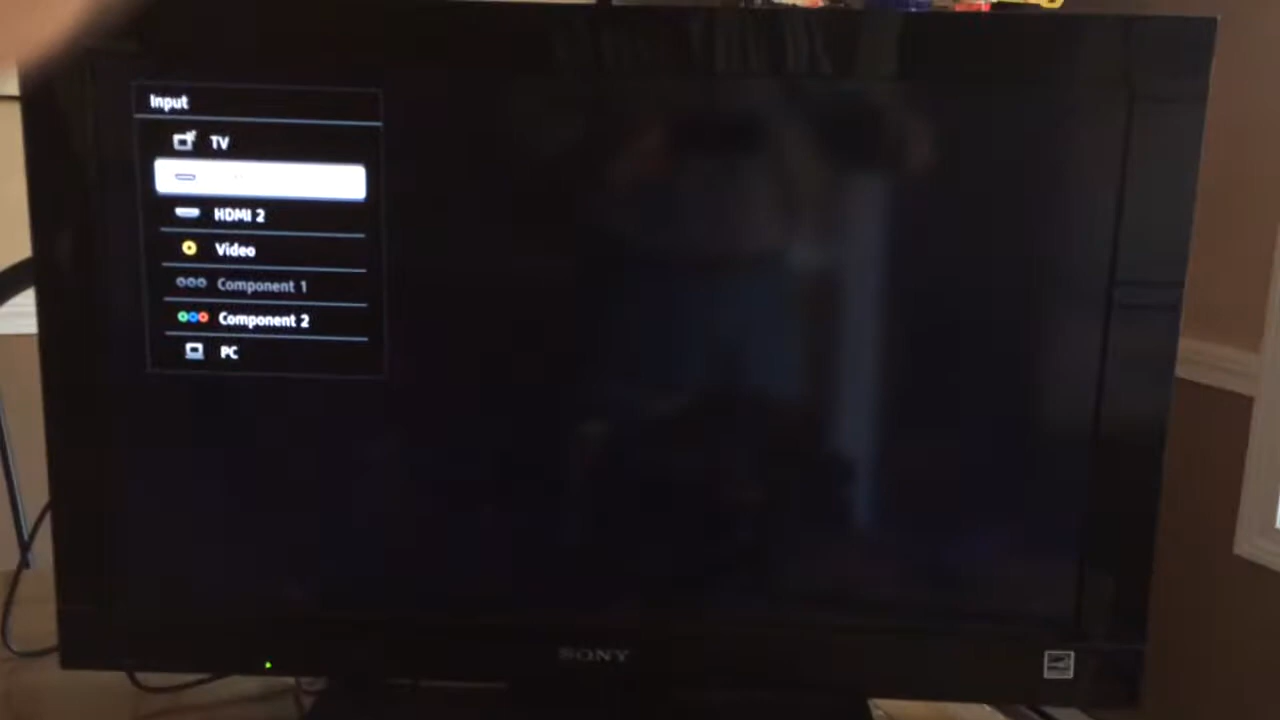 Input
TV
HDMI 2
Video
Component 1
Component 2
PC
SONY